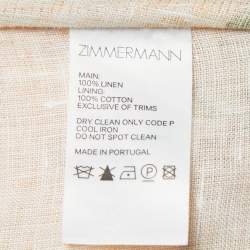 ZIMMERMANN
MAIN:
100% LINEN
LINING:
100% COTTON
EXCLUSIVE OF TRIMS
DRY CLEAN ONLY CODE P
COOL IRON
DO NOT SPOT CLEAN
MADE IN PORTUGAL
P